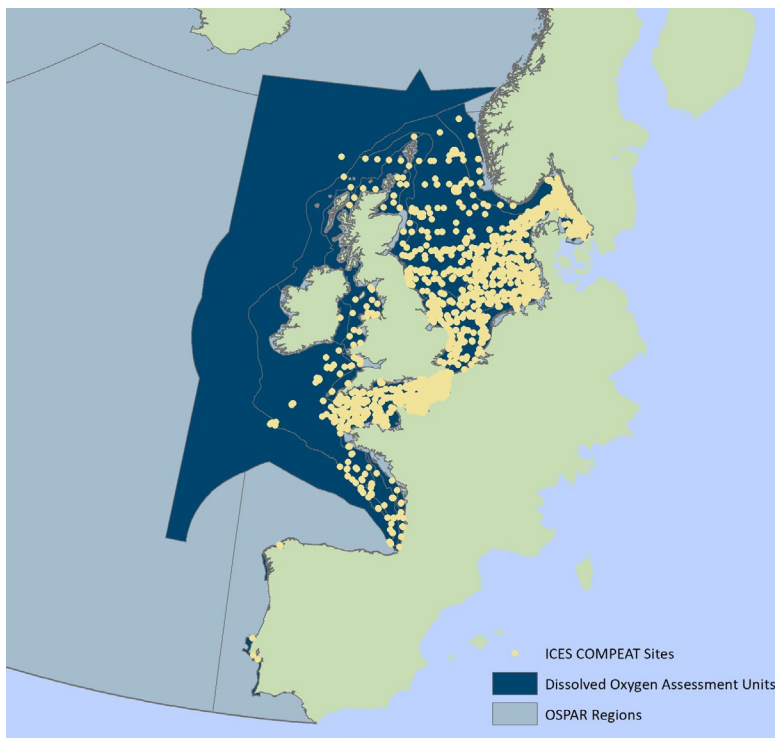 ICES COMPEAT Sites
Dissolved Oxygen Assessment Units
OSPAR Regions